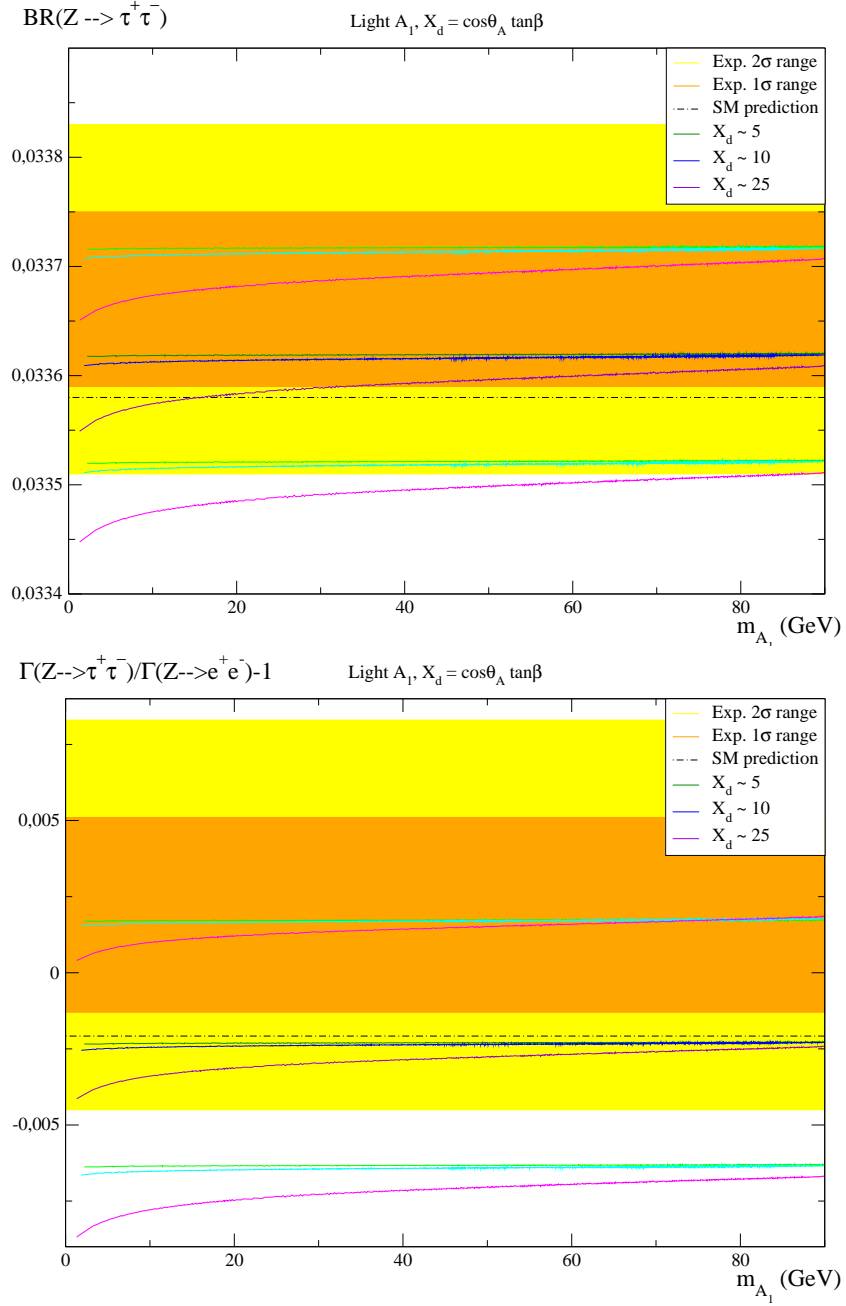 BR(Z --> τ⁺τ⁻)
Light A₁, X_d = cosθ_A tanβ
Exp. 2σ range
Exp. 1σ range
SM prediction
X_d ~ 5
X_d ~ 10
X_d ~ 25
0,0338
0,0337
0,0336
0,0335
0,0334
0 20 40 60 80
m_A₁ (GeV)
Γ(Z-->τ⁺τ⁻)/Γ(Z-->e⁺e⁻)-1
Light A₁, X_d = cosθ_A tanβ
Exp. 2σ range
Exp. 1σ range
SM prediction
X_d ~ 5
X_d ~ 10
X_d ~ 25
0,005
0
-0,005
0 20 40 60 80
m_A₁ (GeV)